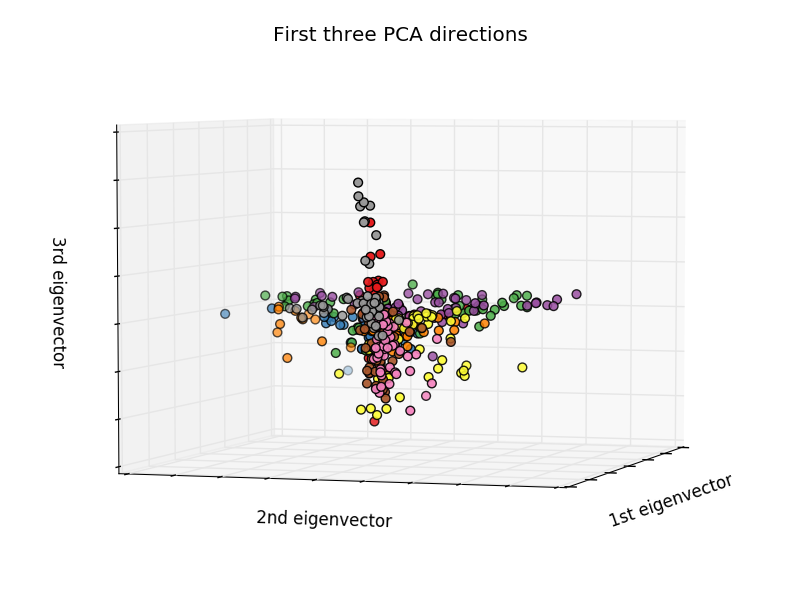 First three PCA directions
3rd eigenvector
2nd eigenvector
1st eigenvector